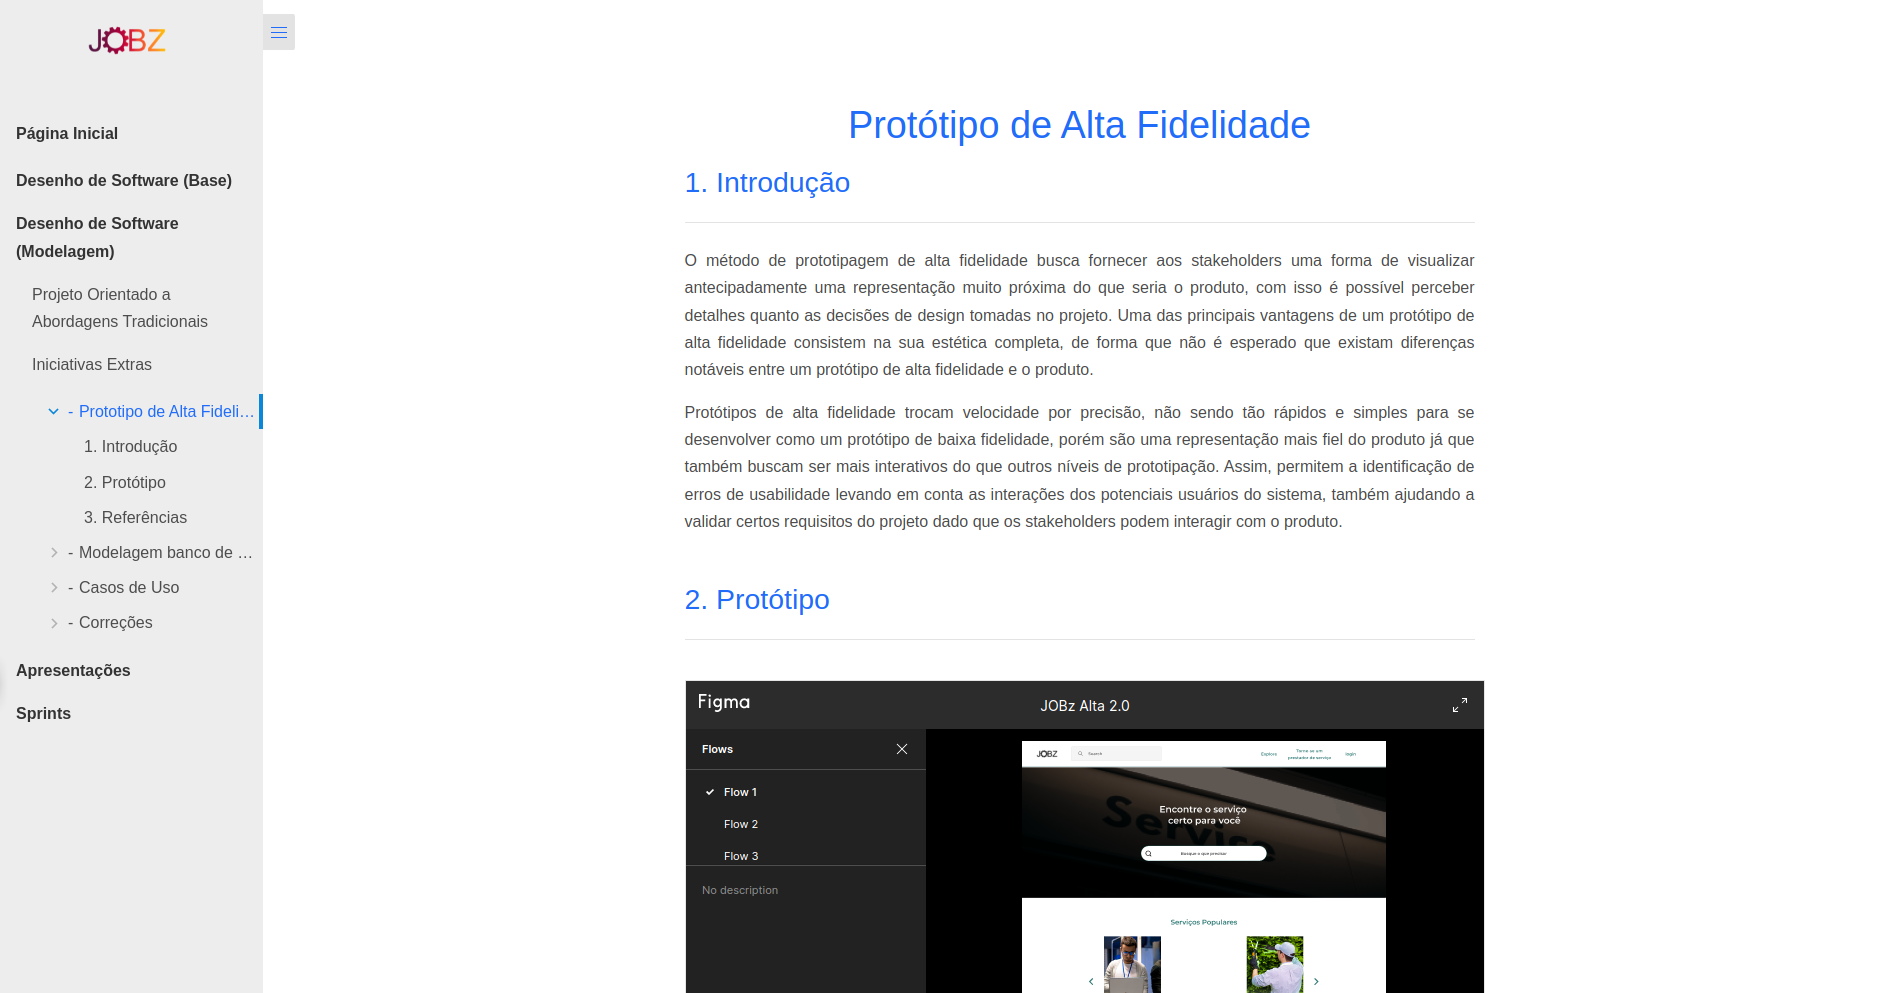 JOBZ
Página Inicial
Desenho de Software (Base)
Desenho de Software
(Modelagem)
Projeto Orientado a
Abordagens Tradicionais
Iniciativas Extras
- Prototipo de Alta Fideli…
1. Introdução
2. Protótipo
3. Referências
- Modelagem banco de …
- Casos de Uso
- Correções
Apresentações
Sprints
Protótipo de Alta Fidelidade
1. Introdução
O método de prototipagem de alta fidelidade busca fornecer aos stakeholders uma forma de visualizar
antecipadamente uma representação muito próxima do que seria o produto, com isso é possível perceber
detalhes quanto as decisões de design tomadas no projeto. Uma das principais vantagens de um protótipo de
alta fidelidade consistem na sua estética completa, de forma que não é esperado que existam diferenças
notáveis entre um protótipo de alta fidelidade e o produto.
Protótipos de alta fidelidade trocam velocidade por precisão, não sendo tão rápidos e simples para se
desenvolver como um protótipo de baixa fidelidade, porém são uma representação mais fiel do produto já que
também buscam ser mais interativos do que outros níveis de prototipação. Assim, permitem a identificação de
erros de usabilidade levando em conta as interações dos potenciais usuários do sistema, também ajudando a
validar certos requisitos do projeto dado que os stakeholders podem interagir com o produto.
2. Protótipo
Figma
JOBz Alta 2.0
Flows
Flow 1
Flow 2
Flow 3
No description
JOBZ
Search
Explore
Torne se um
prestador de serviço
login
Encontre o serviço
certo para você
Serviço
Busque o que precisar
Serviços Populares